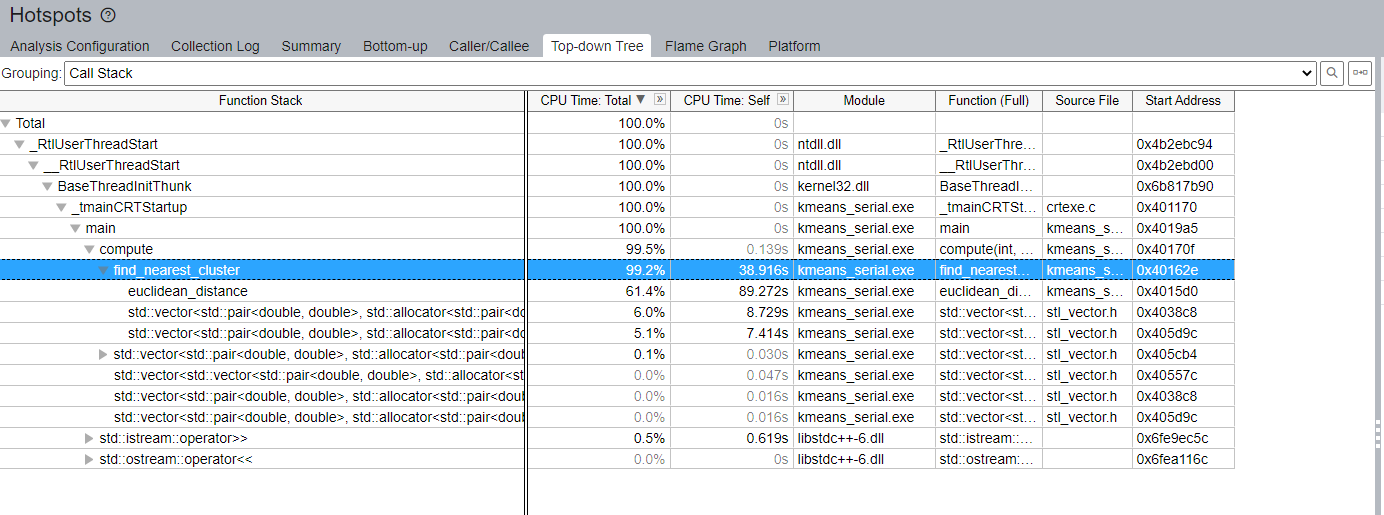 Hotspots ?
Analysis Configuration Collection Log Summary Bottom-up Caller/Callee Top-down Tree Flame Graph Platform
Grouping: Call Stack
Function Stack CPU Time: Total ▼ » CPU Time: Self » Module Function (Full) Source File Start Address
Total 100.0% 0s
_RtlUserThreadStart 100.0% 0s ntdll.dll _RtlUserThre... 0x4b2ebc94
__RtlUserThreadStart 100.0% 0s ntdll.dll __RtlUserThr... 0x4b2ebd00
BaseThreadInitThunk 100.0% 0s kernel32.dll BaseThreadI... 0x6b817b90
_tmainCRTStartup 100.0% 0s kmeans_serial.exe _tmainCRTSt... crtexe.c 0x401170
main 100.0% 0s kmeans_serial.exe main kmeans_s... 0x4019a5
compute 99.5% 0.139s kmeans_serial.exe compute(int, ... kmeans_s... 0x40170f
find_nearest_cluster 99.2% 38.916s kmeans_serial.exe find_nearest... kmeans_s... 0x40162e
euclidean_distance 61.4% 89.272s kmeans_serial.exe euclidean_di... kmeans_s... 0x4015d0
std::vector<std::pair<double, double>, std::allocator<std::pair<do 6.0% 8.729s kmeans_serial.exe std::vector<st... stl_vector.h 0x4038c8
std::vector<std::pair<double, double>, std::allocator<std::pair<do 5.1% 7.414s kmeans_serial.exe std::vector<st... stl_vector.h 0x405d9c
std::vector<std::pair<double, double>, std::allocator<std::pair<doub 0.1% 0.030s kmeans_serial.exe std::vector<st... stl_vector.h 0x405cb4
std::vector<std::vector<std::pair<double, double>, std::allocator<st 0.0% 0.047s kmeans_serial.exe std::vector<st... stl_vector.h 0x40557c
std::vector<std::pair<double, double>, std::allocator<std::pair<doub 0.0% 0.016s kmeans_serial.exe std::vector<st... stl_vector.h 0x4038c8
std::vector<std::pair<double, double>, std::allocator<std::pair<doub 0.0% 0.016s kmeans_serial.exe std::vector<st... stl_vector.h 0x405d9c
std::istream::operator>> 0.5% 0.619s libstdc++-6.dll std::istream::... 0x6fe9ec5c
std::ostream::operator<< 0.0% 0s libstdc++-6.dll std::ostream:... 0x6fea116c